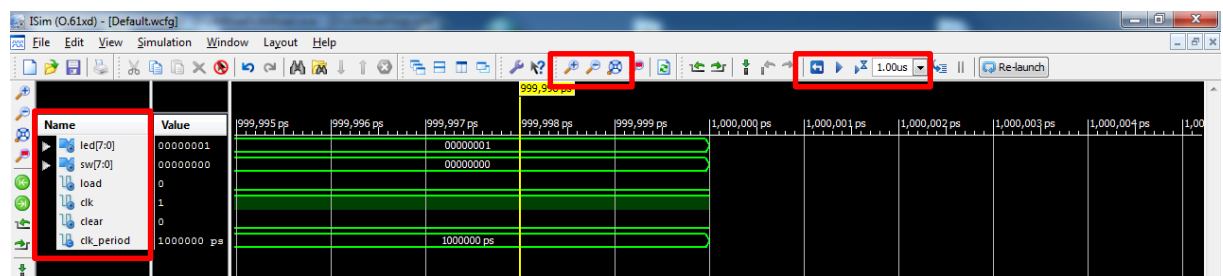 ISim (O.61xd) - [Default.wcfg]
File Edit View Simulation Window Layout Help
1.00us Re-launch
999,998 ps
Name Value 999,995 ps 999,996 ps 999,997 ps 999,998 ps 999,999 ps 1,000,000 ps 1,000,001 ps 1,000,002 ps 1,000,003 ps 1,000,004 ps 1,00
led[7:0] 00000001 00000001
sw[7:0] 00000000 00000000
load 0
clk 1
clear 0
clk_period 1000000 ps 1000000 ps